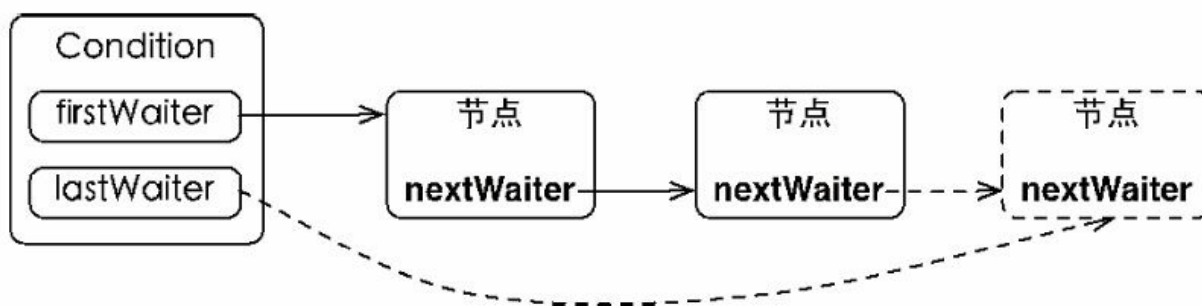 Condition
firstWaiter
lastWaiter
节点
nextWaiter
节点
nextWaiter
节点
nextWaiter